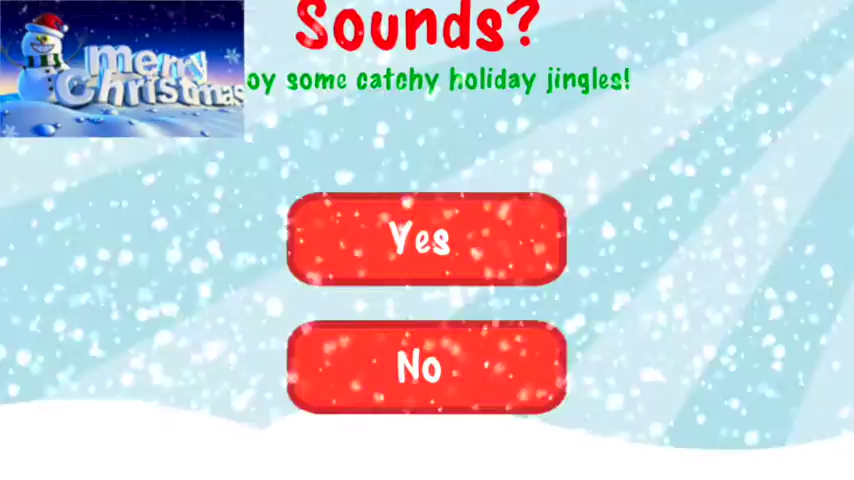 Sounds?
merry
Christmas
oy some catchy holiday jingles!
Yes
No